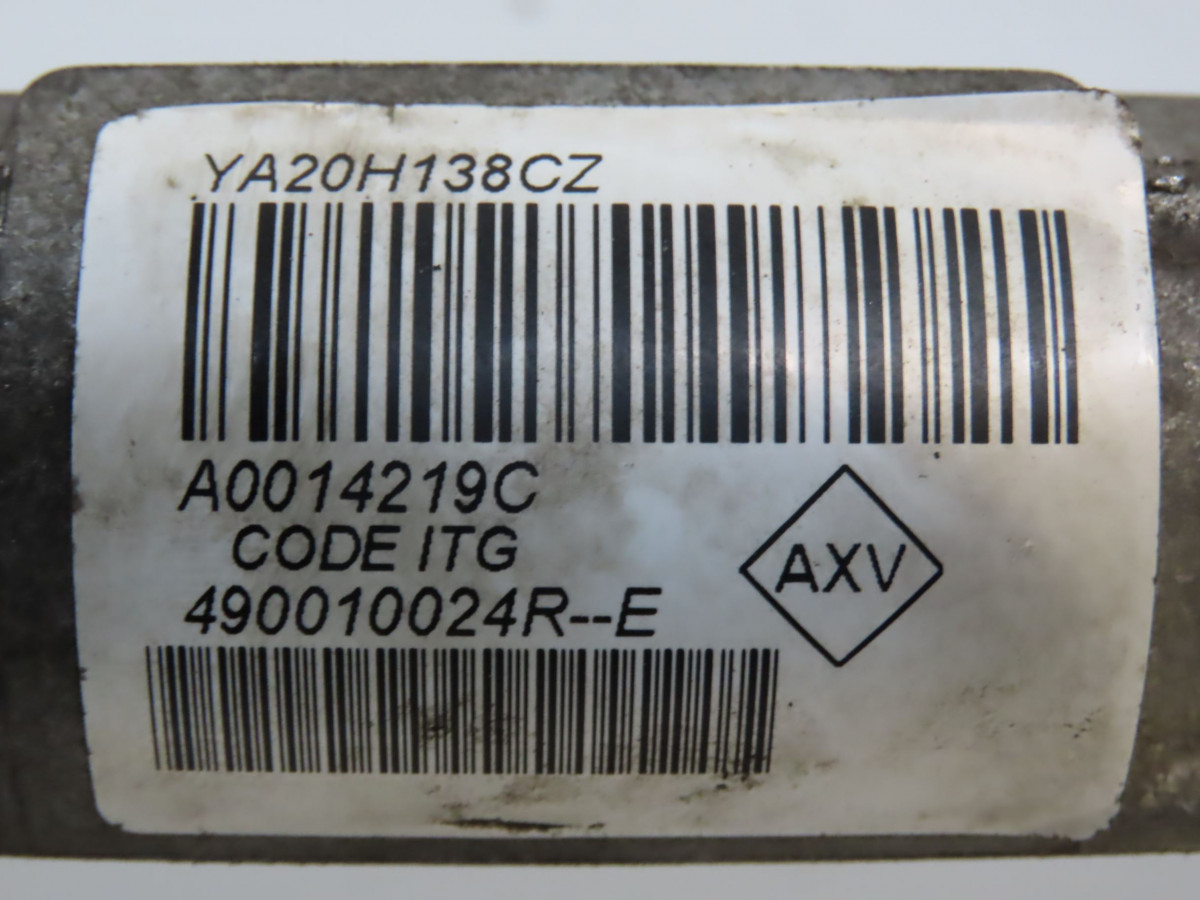 YA20H138CZ
A0014219C
CODE ITG
490010024R--E
AXV